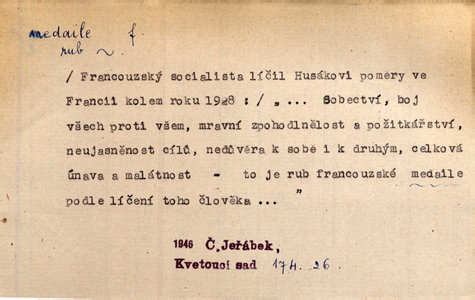 medaile f.
rub ~.
/ Francouzský socialista líčil Husákovi poměry ve
Francii kolem roku 1928 : / „ ... Sobectví, boj
všech proti všem, mravní zpohodlnělost a požitkářství,
neujasněnost cílů, nedůvěra k sobě i k druhým, celková
únava a malátnost - to je rub francouzské medaile
podle líčení toho člověka ... "
1946 Č.Jeřábek,
Kvetoucí sad 174. 26.